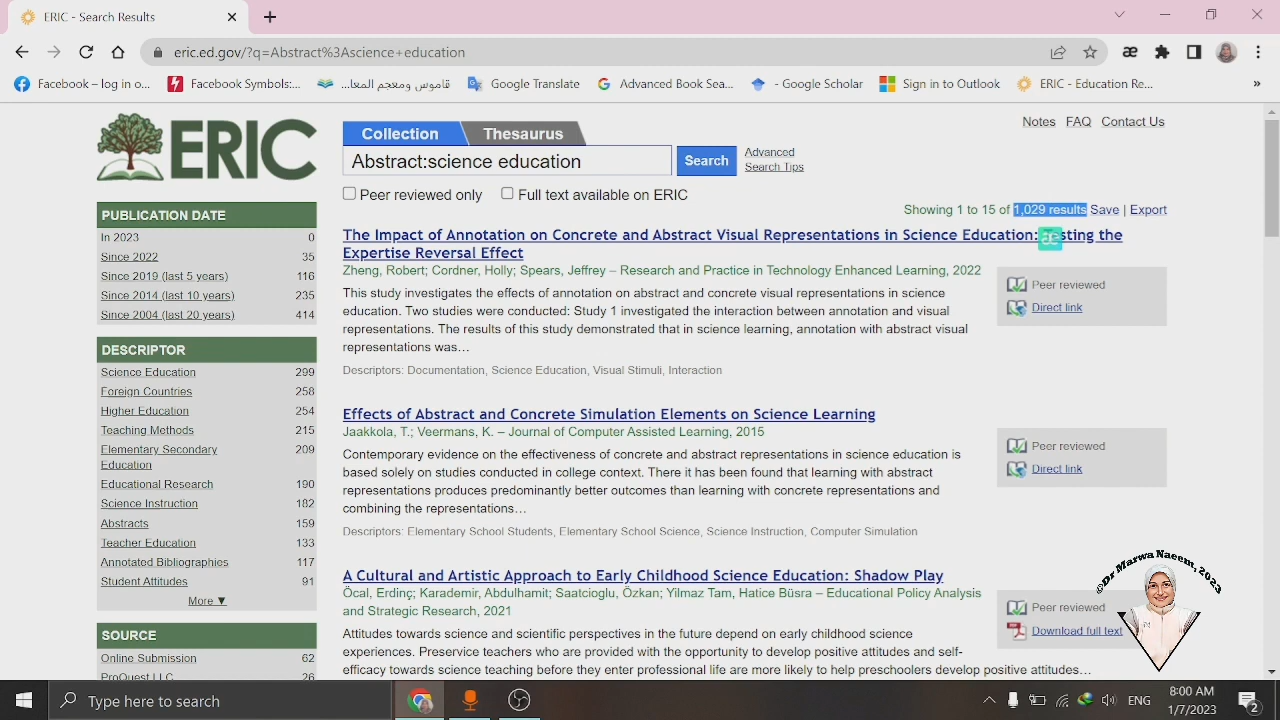 ERIC - Search Results
eric.ed.gov/?q=Abstract%3Ascience+education
æ
Facebook – log in o...
Facebook Symbols:...
قاموس ومعجم المعا...
Google Translate
Advanced Book Sea...
- Google Scholar
Sign in to Outlook
ERIC - Education Re...
»
ERIC
Collection
Thesaurus
Notes FAQ Contact Us
Abstract:science education
Search
Advanced
Search Tips
Peer reviewed only
Full text available on ERIC
Showing 1 to 15 of 1,029 results Save | Export
PUBLICATION DATE
In 2023 0
Since 2022 35
Since 2019 (last 5 years) 116
Since 2014 (last 10 years) 235
Since 2004 (last 20 years) 414
DESCRIPTOR
Science Education 299
Foreign Countries 258
Higher Education 254
Teaching Methods 215
Elementary Secondary 209
Education
Educational Research 190
Science Instruction 182
Abstracts 159
Teacher Education 133
Annotated Bibliographies 117
Student Attitudes 91
More ▼
SOURCE
Online Submission 62
ProQuest LLC 26
The Impact of Annotation on Concrete and Abstract Visual Representations in Science Education: æ sting the
Expertise Reversal Effect
Zheng, Robert; Cordner, Holly; Spears, Jeffrey – Research and Practice in Technology Enhanced Learning, 2022
This study investigates the effects of annotation on abstract and concrete visual representations in science
education. Two studies were conducted: Study 1 investigated the interaction between annotation and visual
representations. The results of this study demonstrated that in science learning, annotation with abstract visual
representations was…
Descriptors: Documentation, Science Education, Visual Stimuli, Interaction
Peer reviewed
Direct link
Effects of Abstract and Concrete Simulation Elements on Science Learning
Jaakkola, T.; Veermans, K. – Journal of Computer Assisted Learning, 2015
Contemporary evidence on the effectiveness of concrete and abstract representations in science education is
based solely on studies conducted in college context. There it has been found that learning with abstract
representations produces predominantly better outcomes than learning with concrete representations and
combining the representations…
Descriptors: Elementary School Students, Elementary School Science, Science Instruction, Computer Simulation
Peer reviewed
Direct link
A Cultural and Artistic Approach to Early Childhood Science Education: Shadow Play
Öcal, Erdinç; Karademir, Abdulhamit; Saatcioglu, Özkan; Yilmaz Tam, Hatice Büsra – Educational Policy Analysis
and Strategic Research, 2021
Attitudes towards science and scientific perspectives in the future depend on early childhood science
experiences. Preservice teachers who are provided with the opportunity to develop positive attitudes and self-
efficacy towards science teaching before they enter professional life are more likely to help preschoolers develop positive attitudes…
Peer reviewed
Download full text
©Dr. Marwa Naeem, 2023
Type here to search
ENG
8:00 AM
1/7/2023
2